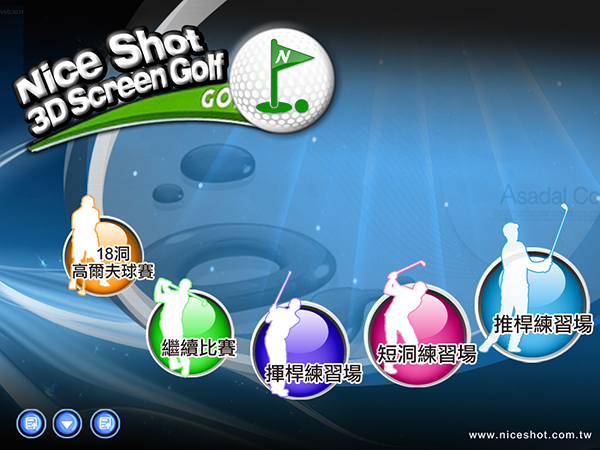 Nice Shot
3D Screen Golf
GO
N
Asadal Co
18洞
高爾夫球賽
繼續比賽
揮桿練習場
短洞練習場
推桿練習場
www.niceshot.com.tw